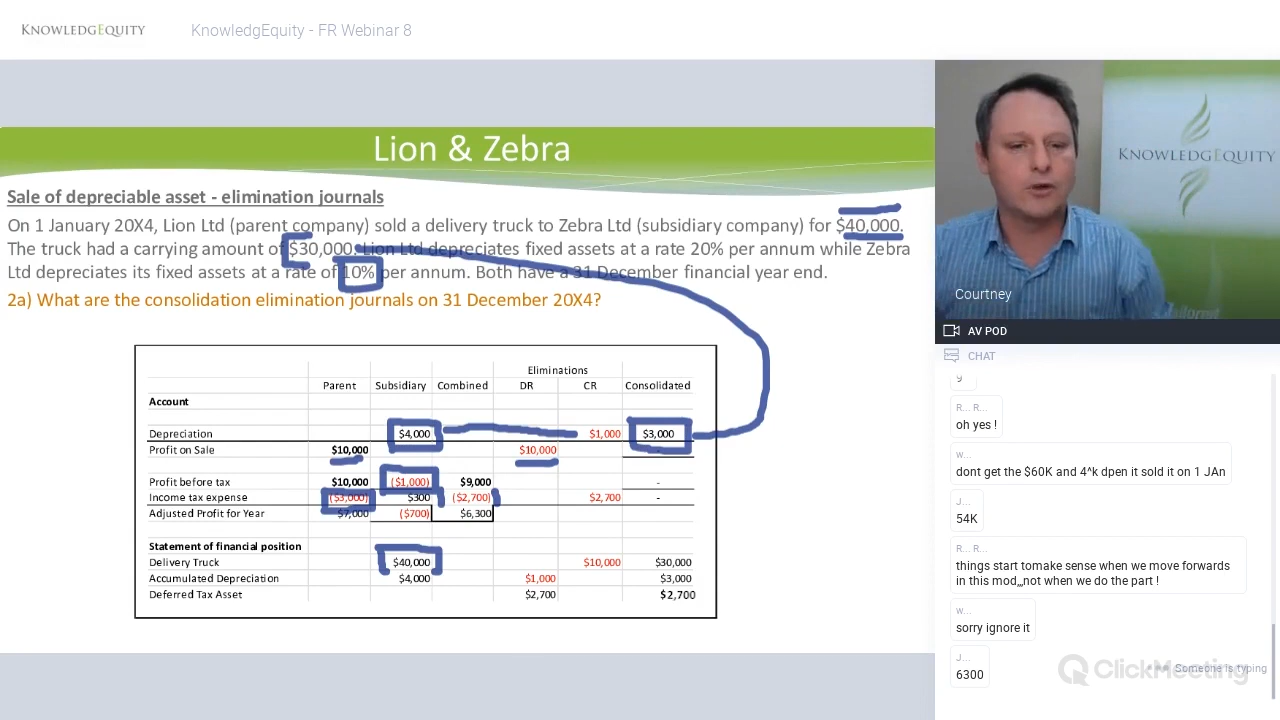 KNOWLEDGEQUITY
KnowledgEquity - FR Webinar 8
Lion & Zebra
Sale of depreciable asset - elimination journals
On 1 January 20X4, Lion Ltd (parent company) sold a delivery truck to Zebra Ltd (subsidiary company) for $40,000.
The truck had a carrying amount of $30,000. Lion Ltd depreciates fixed assets at a rate 20% per annum while Zebra
Ltd depreciates its fixed assets at a rate of 10% per annum. Both have a 31 December financial year end.
2a) What are the consolidation elimination journals on 31 December 20X4?
Eliminations
Parent Subsidiary Combined DR CR Consolidated
Account
Depreciation $4,000 $1,000 $3,000
Profit on Sale $10,000 $10,000 -
Profit before tax $10,000 ($1,000) $9,000 -
Income tax expense ($3,000) $300 ($2,700) $2,700 -
Adjusted Profit for Year $7,000 ($700) $6,300
Statement of financial position
Delivery Truck $40,000 $10,000 $30,000
Accumulated Depreciation $4,000 $1,000 $3,000
Deferred Tax Asset $2,700 $2,700
KNOWLEDGEQUITY
Courtney
AV POD
CHAT
9
R... R...
oh yes !
w...
dont get the $60K and 4^k dpen it sold it on 1 JAn
J...
54K
R... R...
things start tomake sense when we move forwards
in this mod,,,not when we do the part !
w...
sorry ignore it
J...
6300
ClickMeeting
Someone is typing